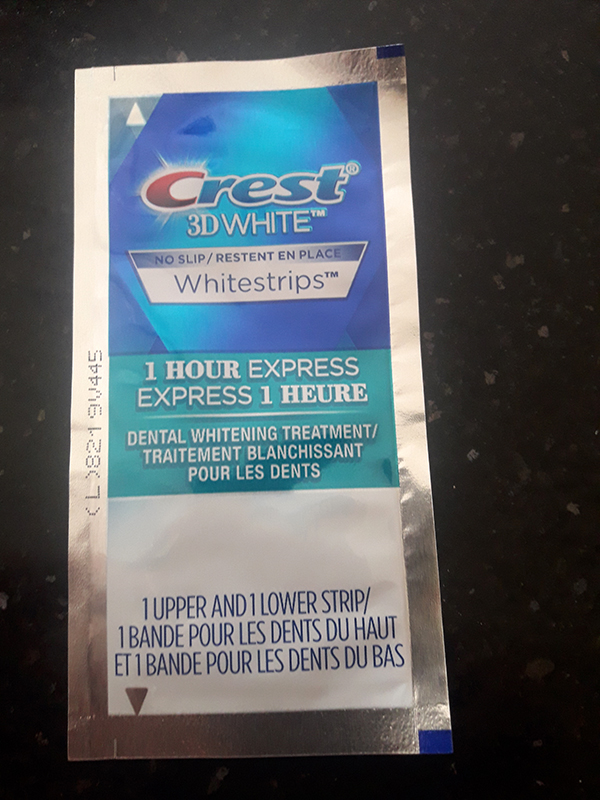 Crest®
3D WHITE™
NO SLIP/ RESTENT EN PLACE
Whitestrips™
1 HOUR EXPRESS
EXPRESS 1 HEURE
DENTAL WHITENING TREATMENT/
TRAITEMENT BLANCHISSANT
POUR LES DENTS
1 UPPER AND 1 LOWER STRIP/
1 BANDE POUR LES DENTS DU HAUT
ET 1 BANDE POUR LES DENTS DU BAS